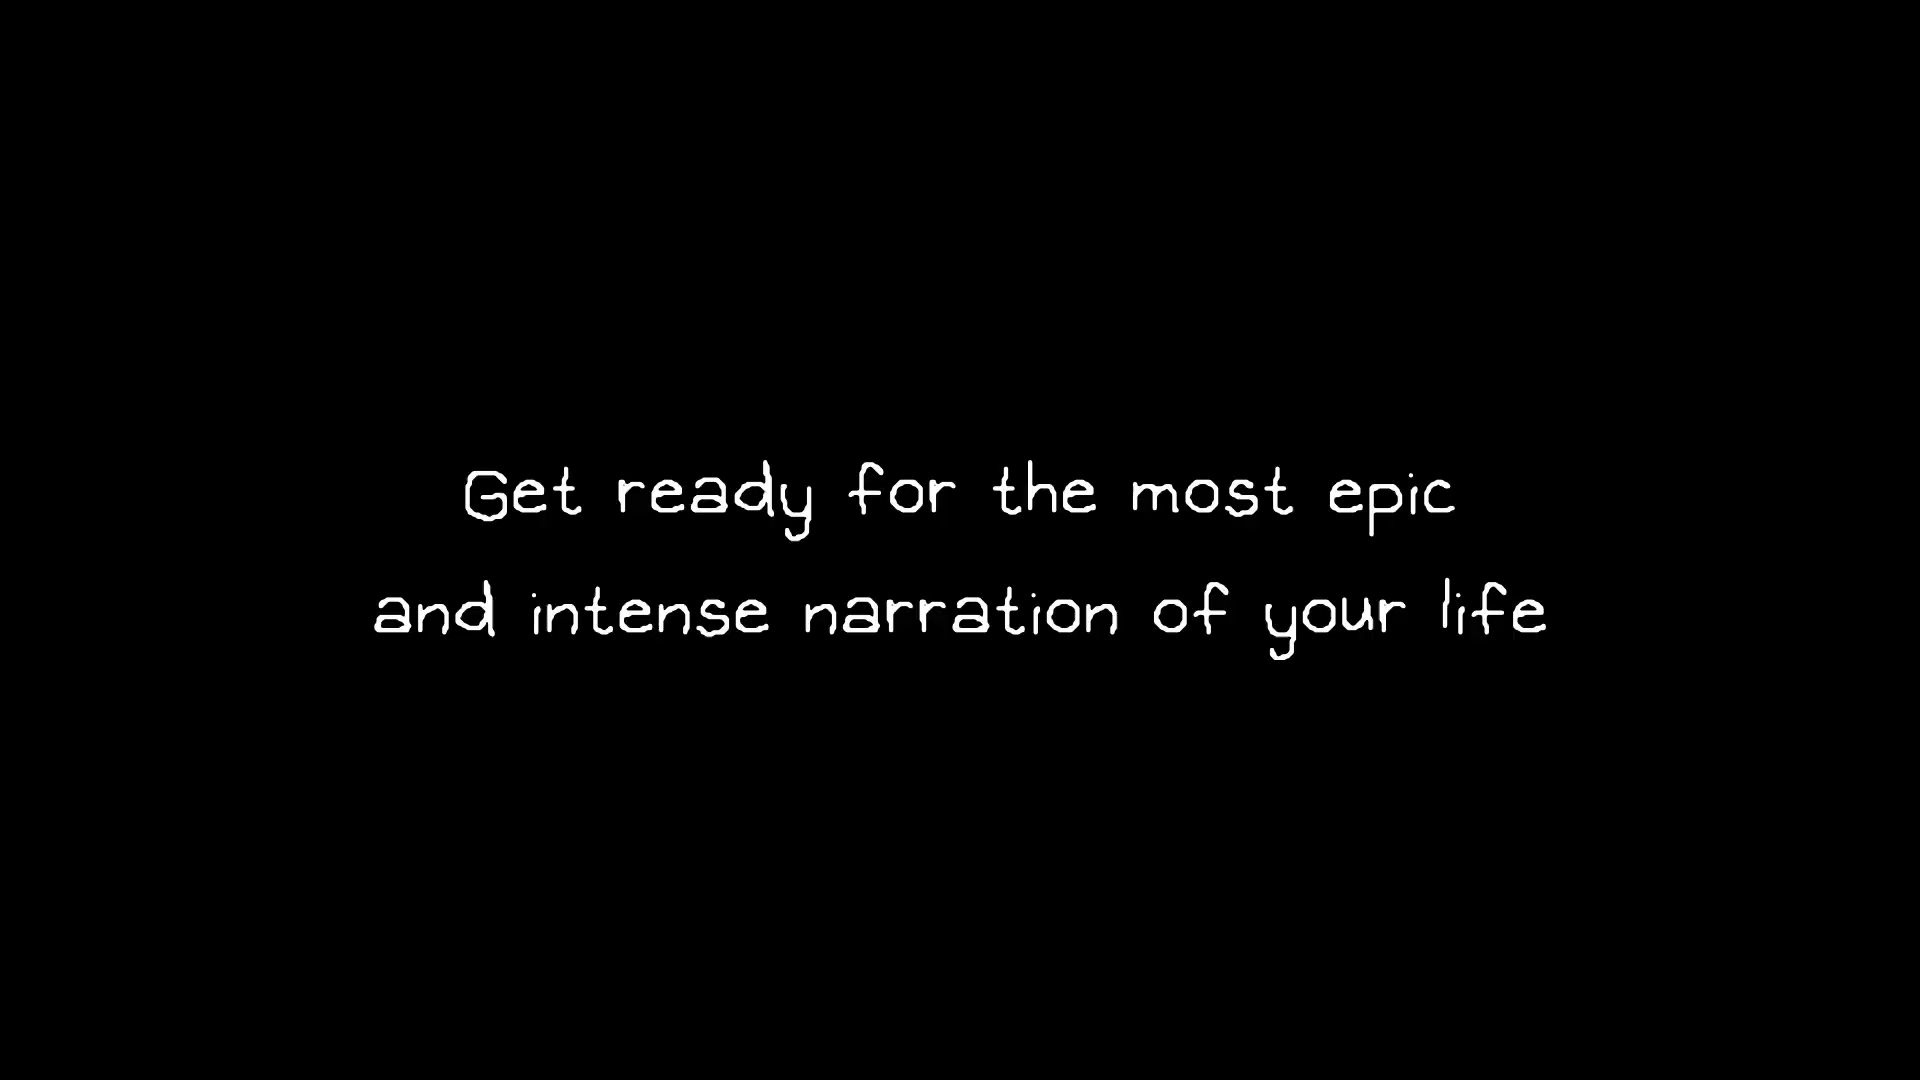 Get ready for the most epic
and intense narration of your life